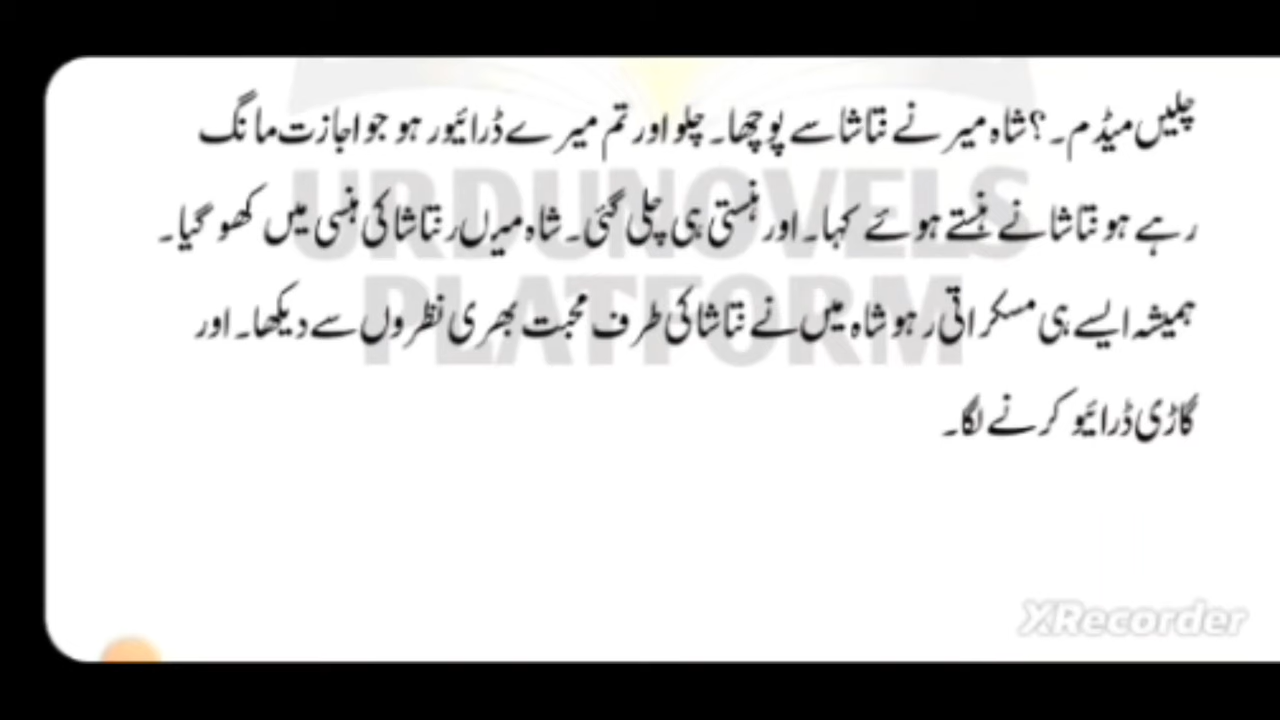 چلیں میڈم۔؟ شاہ میر نے نتاشا سے پوچھا۔ چلو اور تم میرے ڈرائیور ہو جو اجازت مانگ
رہے ہو نتاشا نے ہنستے ہوئے کہا۔ اور ہنستی ہی چلی گئی۔ شاہ میںرر نتاشا کی ہنسی میں کھو گیا۔
ہمیشہ ایسے ہی مسکراتی رہو شاہ میں نے نتاشا کی طرف محبت بھری نظروں سے دیکھا۔ اور
گاڑی ڈرائیو کرنے لگا۔
URDUNOVELS
PLATFORM
XRecorder